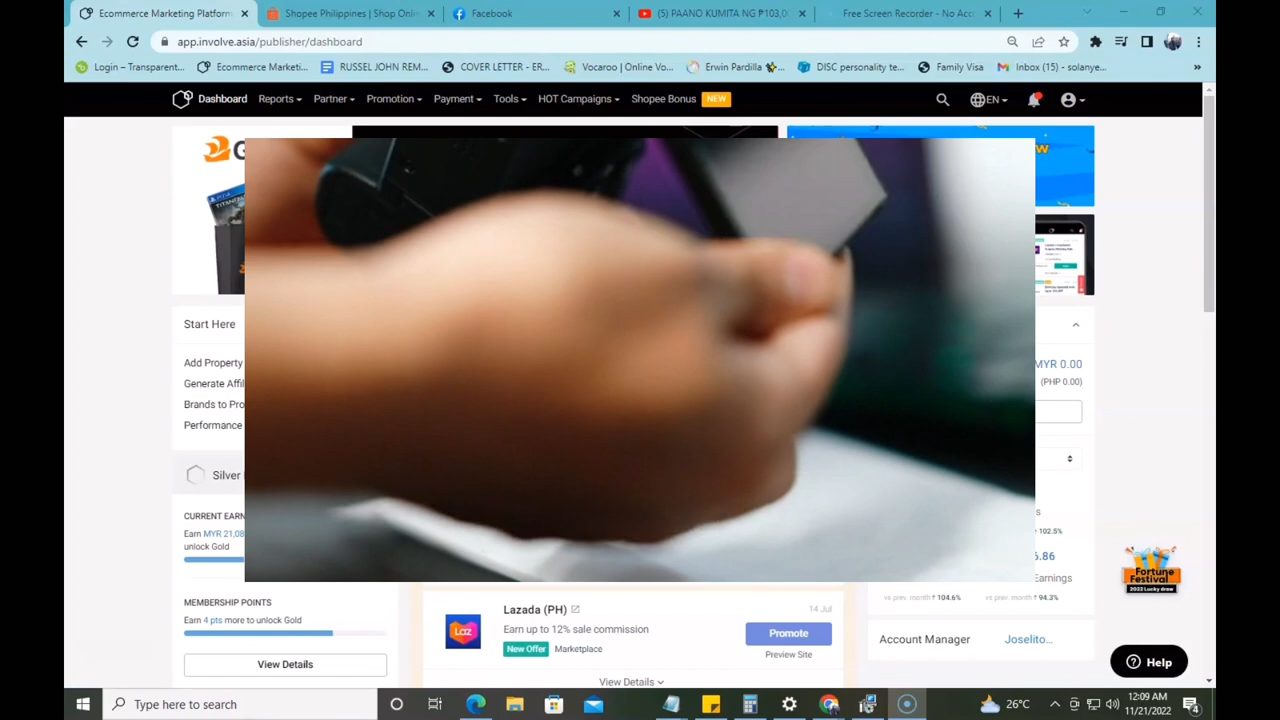 Ecommerce Marketing Platform
Shopee Philippines | Shop Onli
Facebook
(5) PAANO KUMITA NG ₱103,00
Free Screen Recorder - No Acc
app.involve.asia/publisher/dashboard
Login – Transparent...
Ecommerce Marketi...
RUSSEL JOHN REM...
COVER LETTER - ER...
Vocaroo | Online Vo...
Erwin Pardilla
DISC personality te...
Family Visa
Inbox (15) - solanye...
»
Dashboard
Reports
Partner
Promotion
Payment
Tools
HOT Campaigns
Shopee Bonus
NEW
EN
G
W
Start Here
Add Property
Generate Affil
Brands to Pro
Performance
MYR 0.00
(PHP 0.00)
Silver
CURRENT EARN
Earn MYR 21,08
unlock Gold
MEMBERSHIP POINTS
Earn 4 pts more to unlock Gold
View Details
Lazada (PH)
14 Jul
Earn up to 12% sale commission
New Offer
Marketplace
Promote
Preview Site
View Details
s
102.5%
6.86
Earnings
vs prev. month ↑ 104.6%
vs prev. month ↑ 94.3%
Account Manager
Joselito...
Fortune
Festival
2022 Lucky draw
Help
Type here to search
26°C
12:09 AM
11/21/2022
4